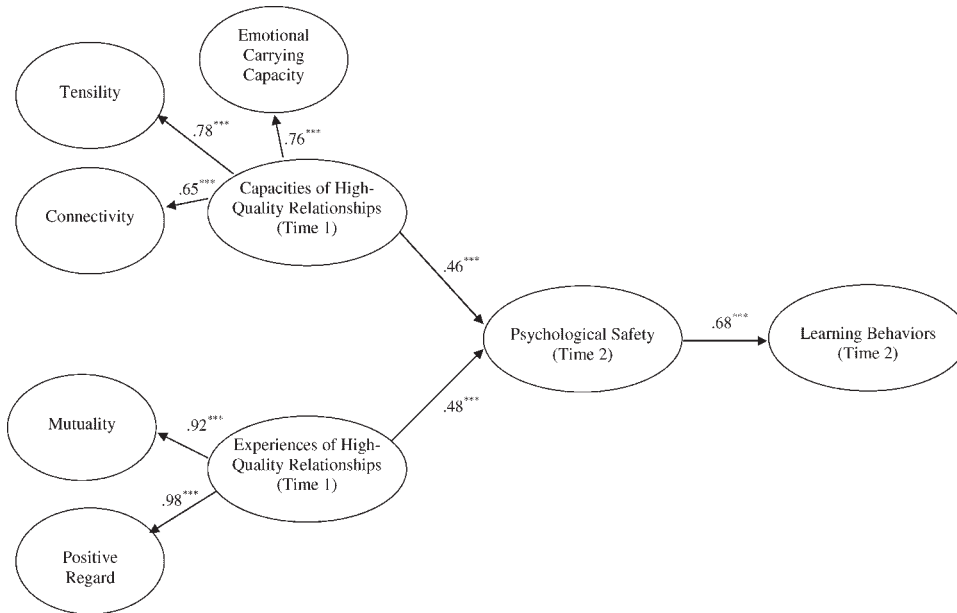 Emotional
Carrying
Capacity
Tensility
.78***
.76***
.65***
Connectivity
Capacities of High-
Quality Relationships
(Time 1)
.46***
Psychological Safety
(Time 2)
.68***
Learning Behaviors
(Time 2)
.48***
Mutuality
.92***
Experiences of High-
Quality Relationships
(Time 1)
.98***
Positive
Regard